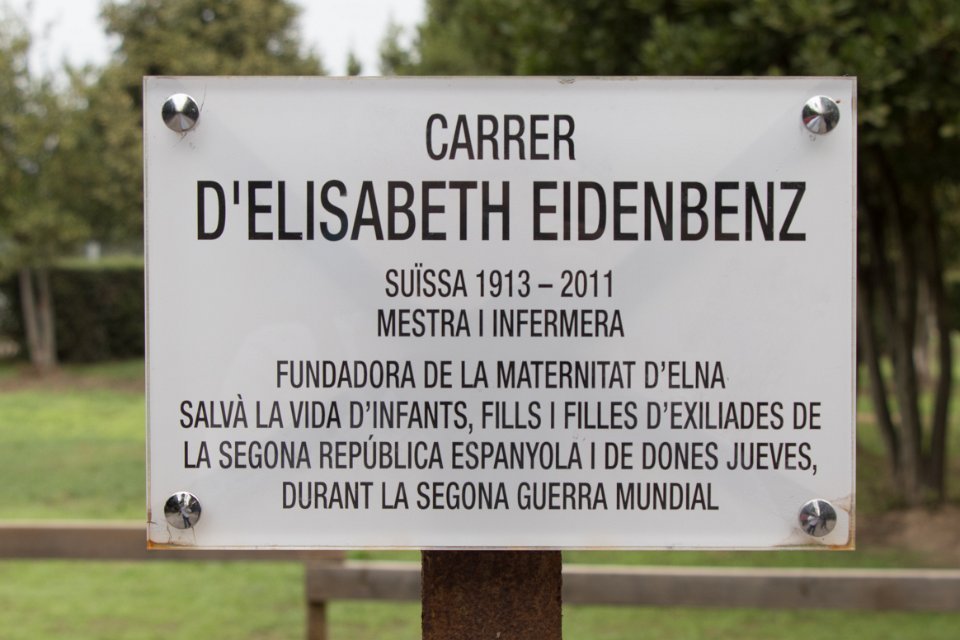 CARRER
D'ELISABETH EIDENBENZ
SUÏSSA 1913 – 2011
MESTRA I INFERMERA
FUNDADORA DE LA MATERNITAT D'ELNA
SALVÀ LA VIDA D'INFANTS, FILLS I FILLES D'EXILIADES DE
LA SEGONA REPÚBLICA ESPANYOLA I DE DONES JUEVES,
DURANT LA SEGONA GUERRA MUNDIAL